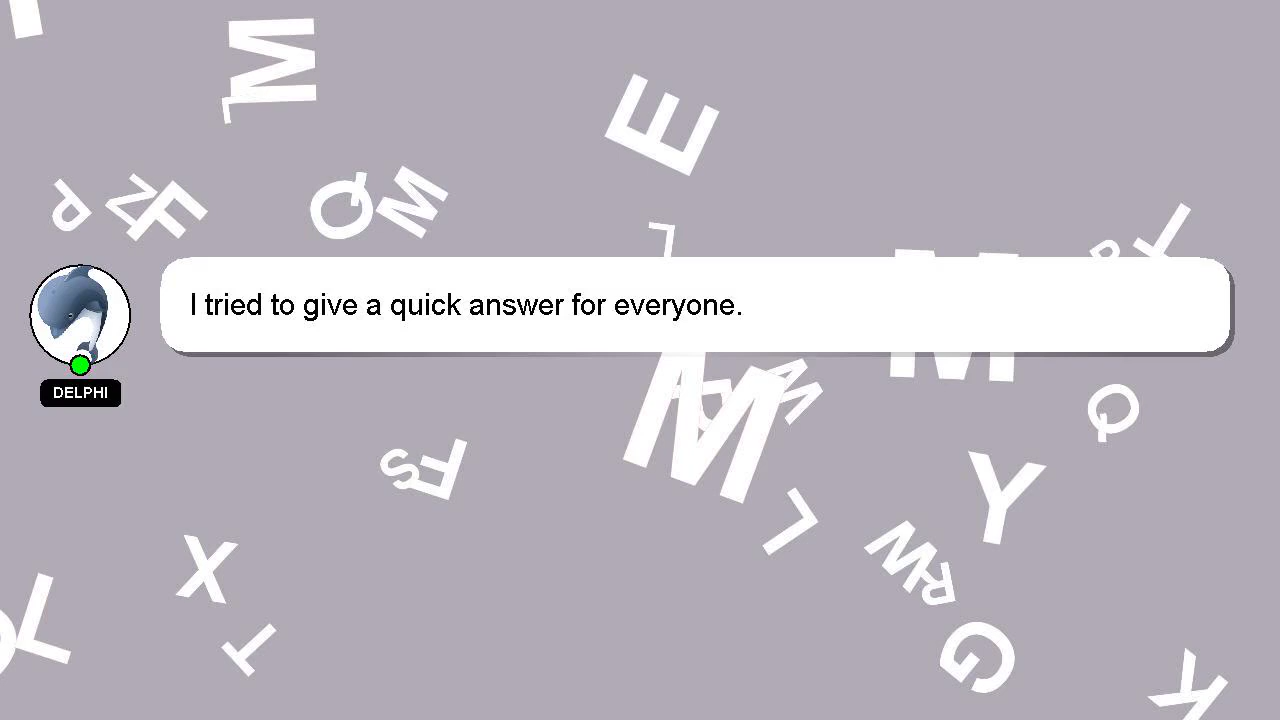 I tried to give a quick answer for everyone.
DELPHI
M
L
E
P
Z
F
Q
M
L
R
L
M
M
A
W
Q
S
F
Y
L
X
W
R
L
T
G
K